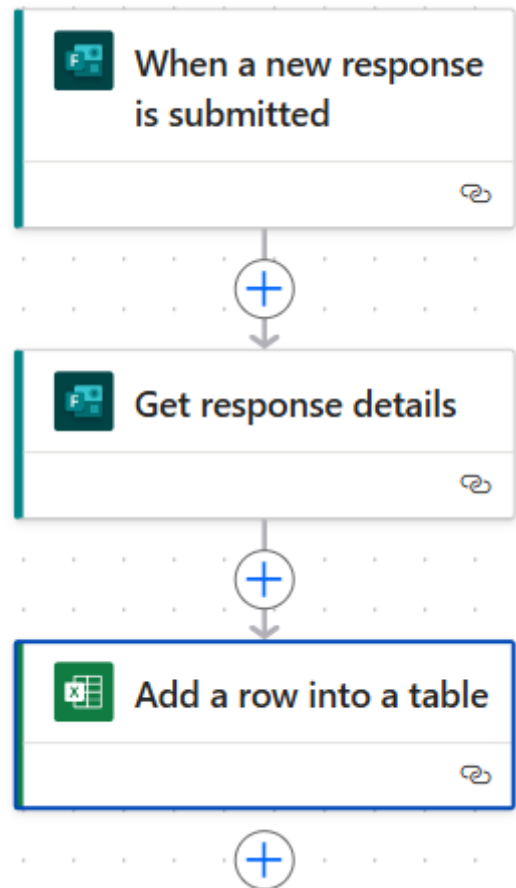 When a new response
is submitted
Get response details
Add a row into a table